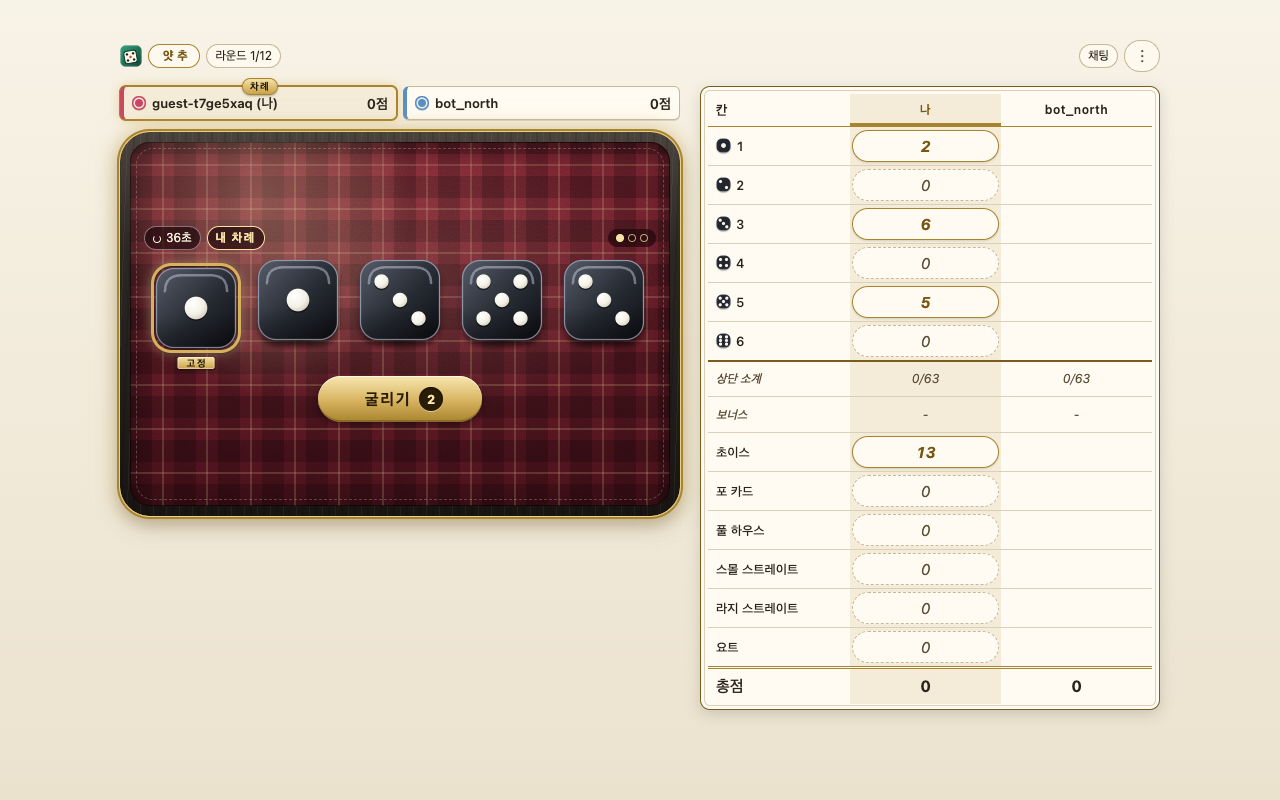 얏추
라운드 1/12
채팅
차례
guest-t7ge5xaq (나)
0점
bot_north
0점
36초
내 차례
고정
굴리기 2
칸 나 bot_north
1 2
2 0
3 6
4 0
5 5
6 0
상단 소계 0/63 0/63
보너스 - -
초이스 13
포 카드 0
풀 하우스 0
스몰 스트레이트 0
라지 스트레이트 0
요트 0
총점 0 0